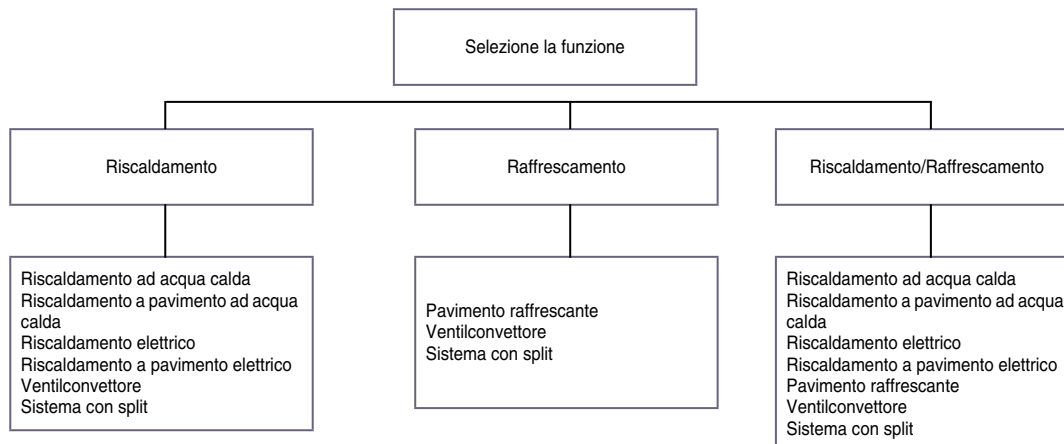 Selezione la funzione
Riscaldamento
Raffrescamento
Riscaldamento/Raffrescamento
Riscaldamento ad acqua calda
Riscaldamento a pavimento ad acqua
calda
Riscaldamento elettrico
Riscaldamento a pavimento elettrico
Ventilconvettore
Sistema con split
Pavimento raffrescante
Ventilconvettore
Sistema con split
Riscaldamento ad acqua calda
Riscaldamento a pavimento ad acqua
calda
Riscaldamento elettrico
Riscaldamento a pavimento elettrico
Pavimento raffrescante
Ventilconvettore
Sistema con split